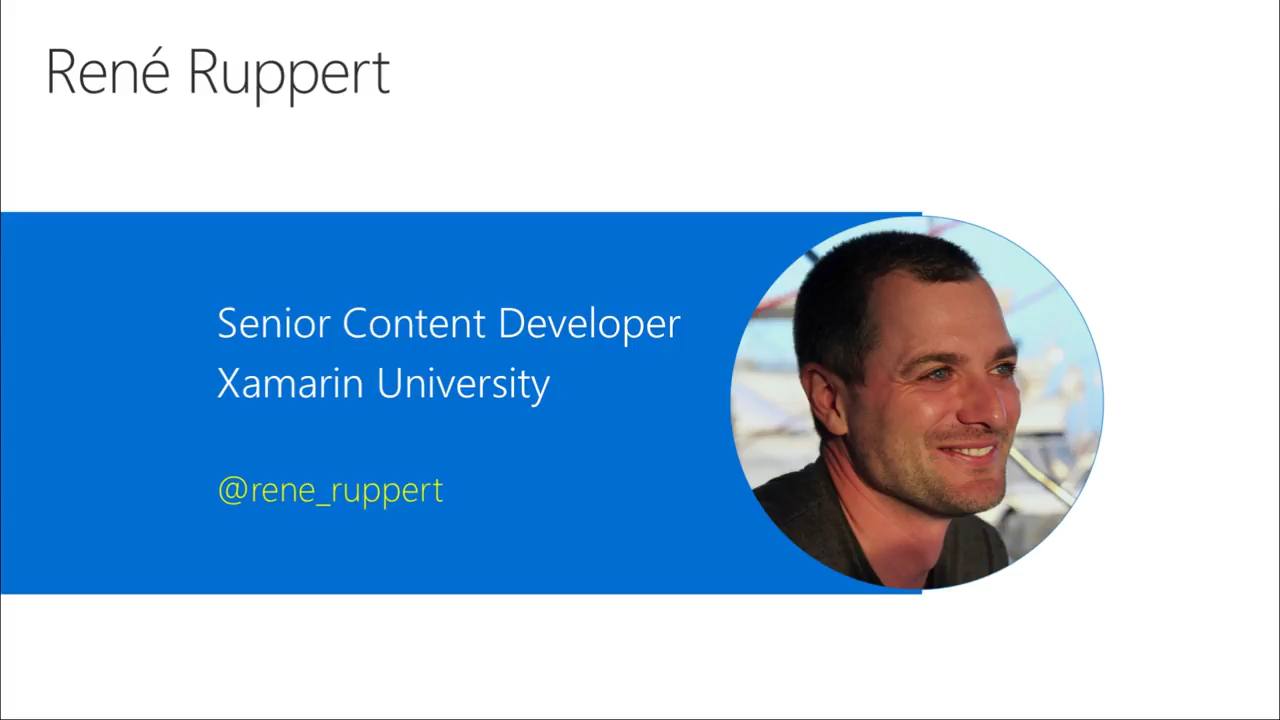 René Ruppert
Senior Content Developer
Xamarin University
@rene_ruppert